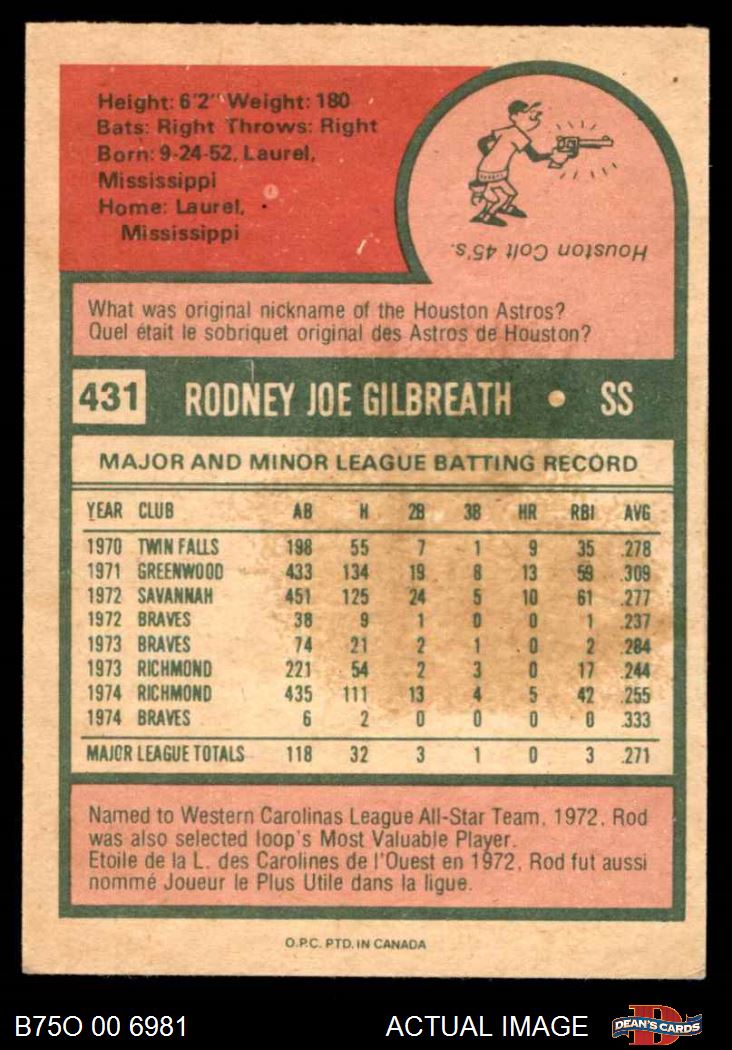 Height: 6'2" Weight: 180
Bats: Right Throws: Right
Born: 9-24-52, Laurel,
Mississippi
Home: Laurel,
Mississippi
Houston Colt 45's.
What was original nickname of the Houston Astros?
Quel était le sobriquet original des Astros de Houston?
431 RODNEY JOE GILBREATH • SS
MAJOR AND MINOR LEAGUE BATTING RECORD
YEAR CLUB AB H 2B 3B HR RBI AVG
1970 TWIN FALLS 198 55 7 1 9 35 .278
1971 GREENWOOD 433 134 19 8 13 59 .309
1972 SAVANNAH 451 125 24 5 10 61 .277
1972 BRAVES 38 9 1 0 0 1 .237
1973 BRAVES 74 21 2 1 0 2 .284
1973 RICHMOND 221 54 2 3 0 17 .244
1974 RICHMOND 435 111 13 4 5 42 .255
1974 BRAVES 6 2 0 0 0 0 .333
MAJOR LEAGUE TOTALS 118 32 3 1 0 3 .271
Named to Western Carolinas League All-Star Team, 1972, Rod
was also selected loop's Most Valuable Player.
Etoile de la L. des Carolines de l'Ouest en 1972, Rod fut aussi
nommé Joueur le Plus Utile dans la ligue.
O.P.C. PTD. IN CANADA
B75O 00 6981 ACTUAL IMAGE D DEAN'S CARDS